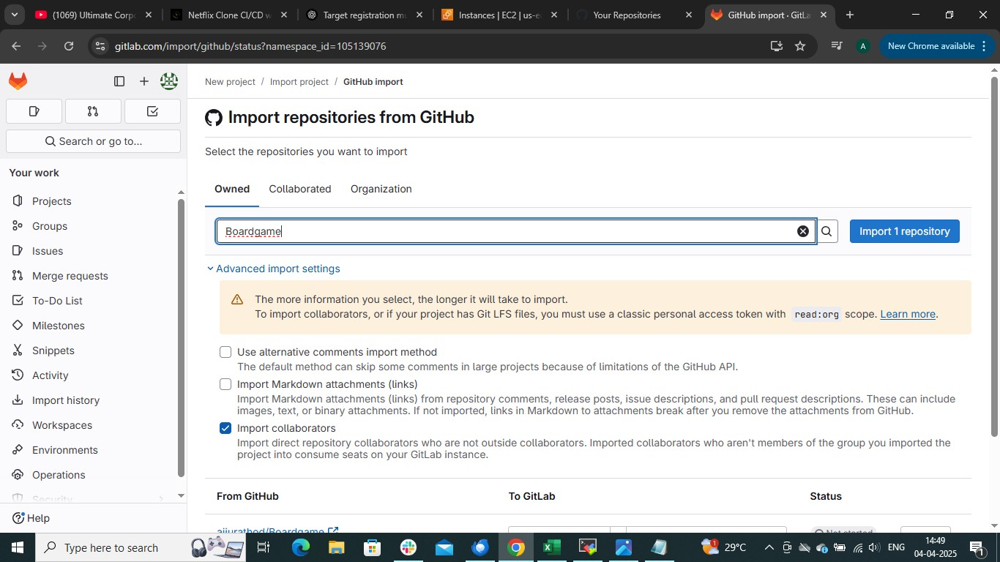 (1069) Ultimate Corpo
Netflix Clone CI/CD w
Target registration mu
Instances | EC2 | us-ea
Your Repositories
GitHub import · GitLa
gitlab.com/import/github/status?namespace_id=105139076
A
New Chrome available
New project / Import project / GitHub import
Import repositories from GitHub
Search or go to...
Select the repositories you want to import
Your work
Owned
Collaborated
Organization
Projects
Groups
Boardgame
Import 1 repository
Issues
Advanced import settings
Merge requests
To-Do List
The more information you select, the longer it will take to import.
To import collaborators, or if your project has Git LFS files, you must use a classic personal access token with read:org scope. Learn more.
Milestones
Snippets
Use alternative comments import method
The default method can skip some comments in large projects because of limitations of the GitHub API.
Activity
Import Markdown attachments (links)
Import Markdown attachments (links) from repository comments, release posts, issue descriptions, and pull request descriptions. These can include
images, text, or binary attachments. If not imported, links in Markdown to attachments break after you remove the attachments from GitHub.
Import history
Workspaces
Import collaborators
Import direct repository collaborators who are not outside collaborators. Imported collaborators who aren't members of the group you imported the
project into consume seats on your GitLab instance.
Environments
Operations
Security
From GitHub
To GitLab
Status
Help
aijurathod/Boardgame
Not started
Type here to search
29°C
ENG
14:49
04-04-2025
1
1